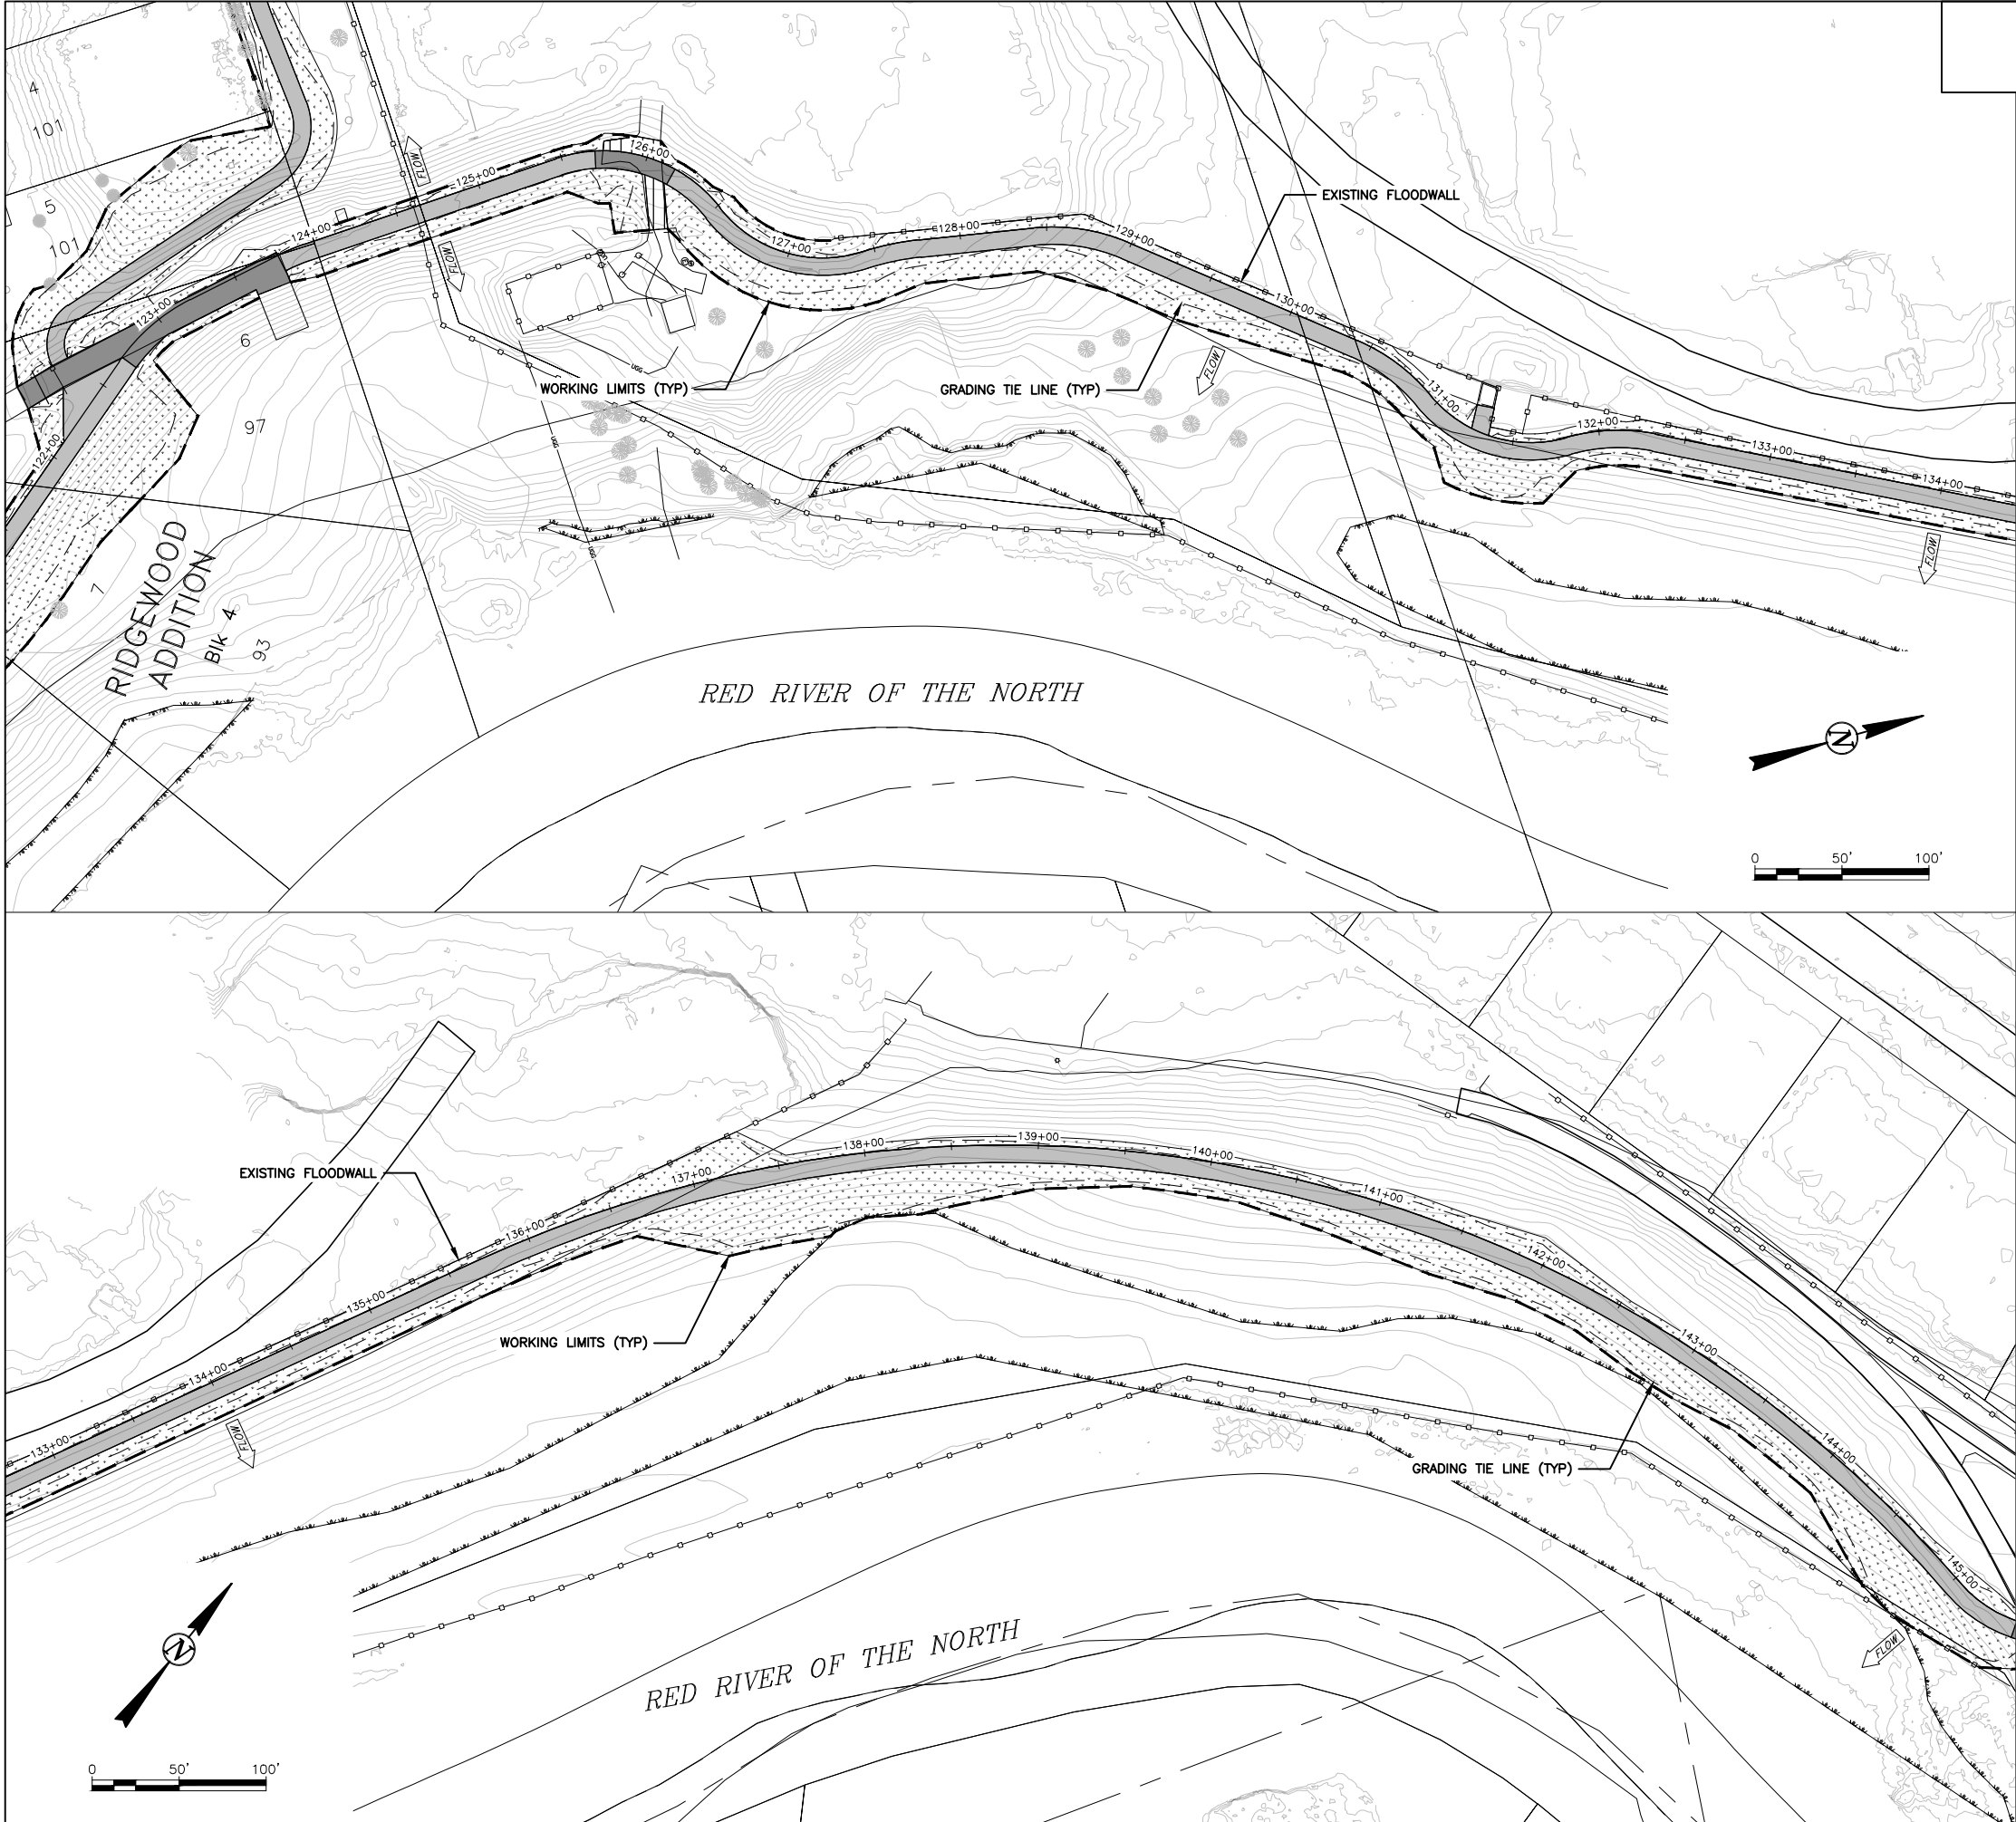 4
101
5
101
6
97
7
93
RIDGEWOOD
ADDITION
Blk 4
122+00
123+00
124+00
125+00
126+00
127+00
128+00
129+00
130+00
131+00
132+00
133+00
134+00
FLOW
FLOW
EXISTING FLOODWALL
WORKING LIMITS (TYP)
GRADING TIE LINE (TYP)
FLOW
FLOW
UGG
UGG
UGG
RED RIVER OF THE NORTH
N
0 50' 100'
133+00
134+00
135+00
136+00
137+00
138+00
139+00
140+00
141+00
142+00
143+00
144+00
145+00
EXISTING FLOODWALL
WORKING LIMITS (TYP)
FLOW
GRADING TIE LINE (TYP)
FLOW
RED RIVER OF THE NORTH
N
0 50' 100'